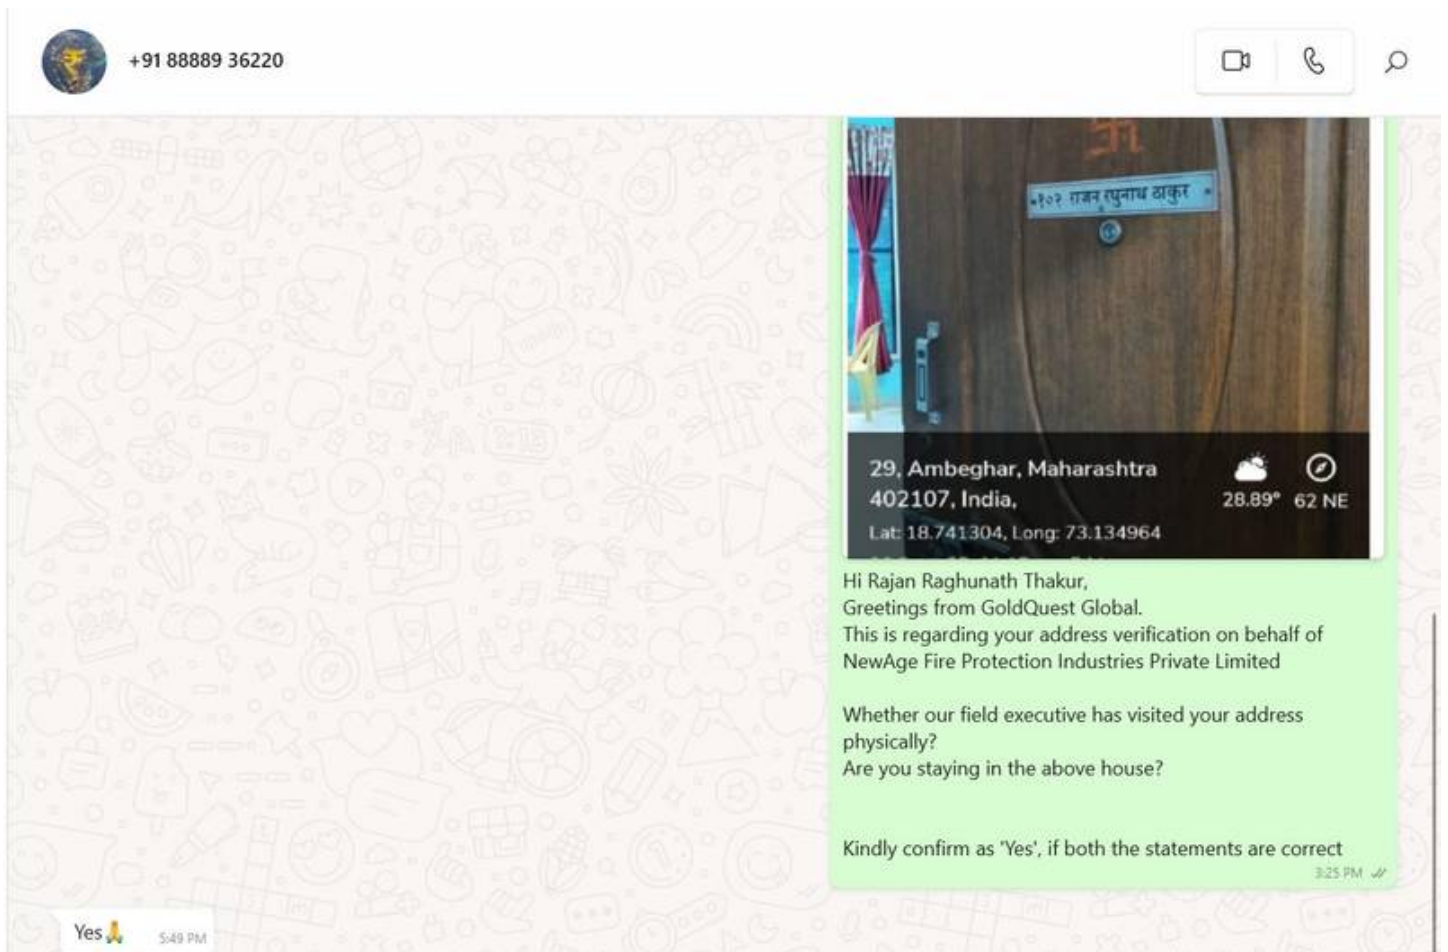 +91 88889 36220
१०२ राजन रघुनाथ ठाकुर
29, Ambeghar, Maharashtra
402107, India,
28.89° 62 NE
Lat: 18.741304, Long: 73.134964
Hi Rajan Raghunath Thakur,
Greetings from GoldQuest Global.
This is regarding your address verification on behalf of
NewAge Fire Protection Industries Private Limited
Whether our field executive has visited your address
physically?
Are you staying in the above house?
Kindly confirm as 'Yes', if both the statements are correct
3:25 PM
Yes🙏 5:49 PM